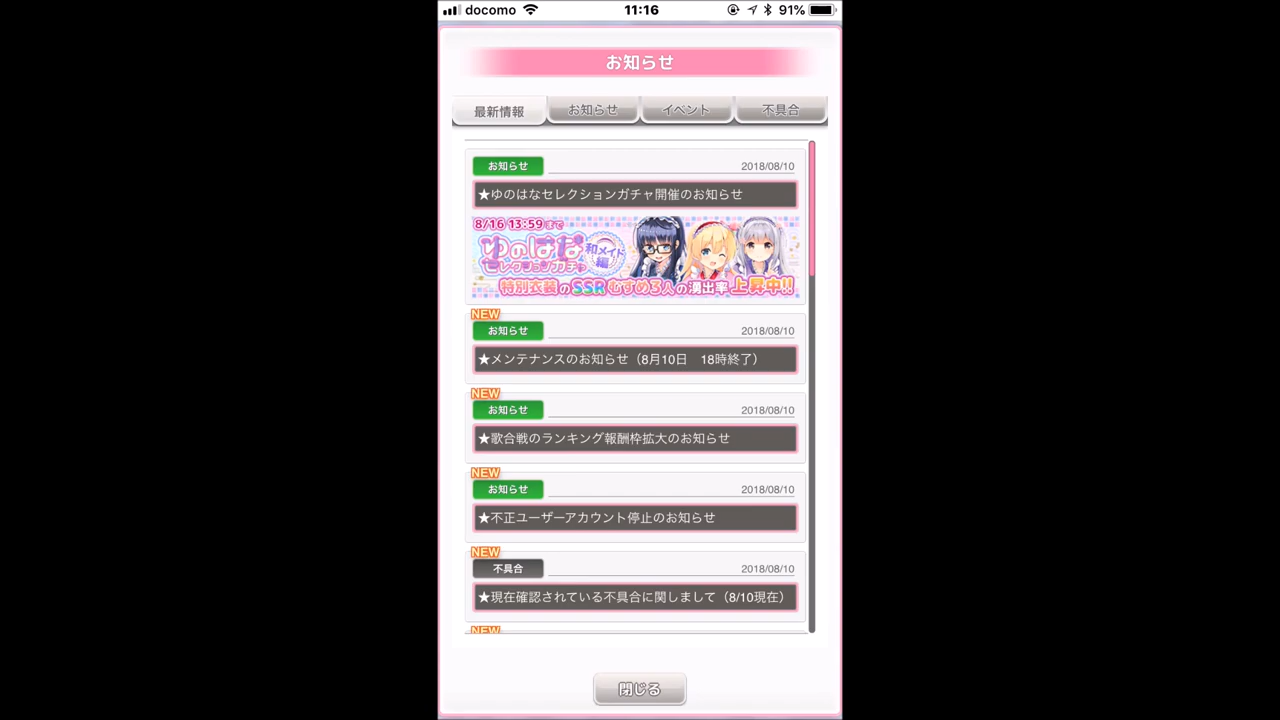 docomo 11:16 91%
お知らせ
最新情報 お知らせ イベント 不具合
お知らせ 2018/08/10
★ゆのはなセレクションガチャ開催のお知らせ
8/16 13:59まで
ゆのはな
セレクションガチャ
和メイド編
特別衣装のSSRむすめ3人の湧出率上昇中!!
NEW
お知らせ 2018/08/10
★メンテナンスのお知らせ（8月10日　18時終了）
NEW
お知らせ 2018/08/10
★歌合戦のランキング報酬枠拡大のお知らせ
NEW
お知らせ 2018/08/10
★不正ユーザーアカウント停止のお知らせ
NEW
不具合 2018/08/10
★現在確認されている不具合に関しまして（8/10現在）
NEW
閉じる